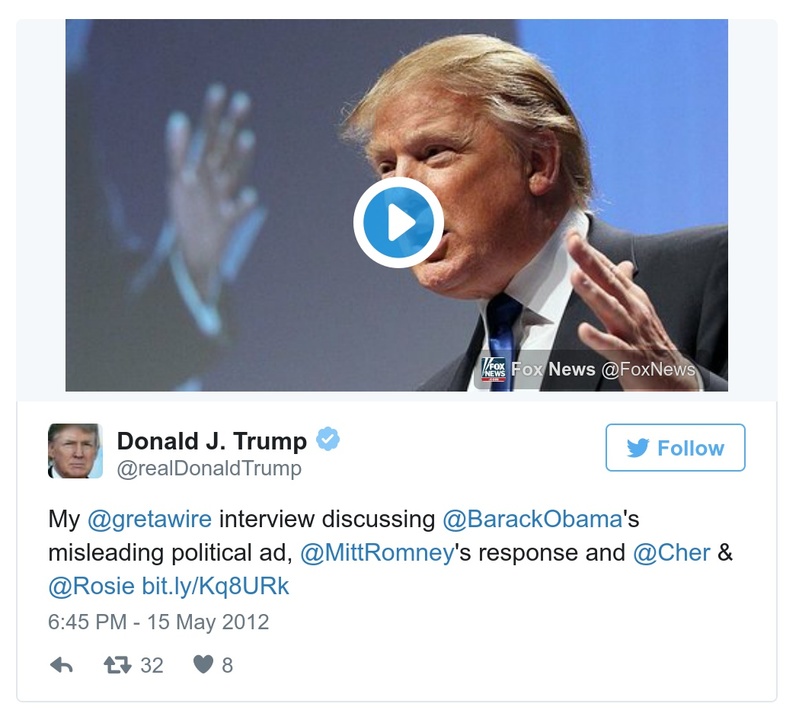 FOX
NEWS
Fox News @FoxNews
Donald J. Trump
@realDonaldTrump
Follow
My @gretawire interview discussing @BarackObama's
misleading political ad, @MittRomney's response and @Cher &
@Rosie bit.ly/Kq8URk
6:45 PM - 15 May 2012
32
8